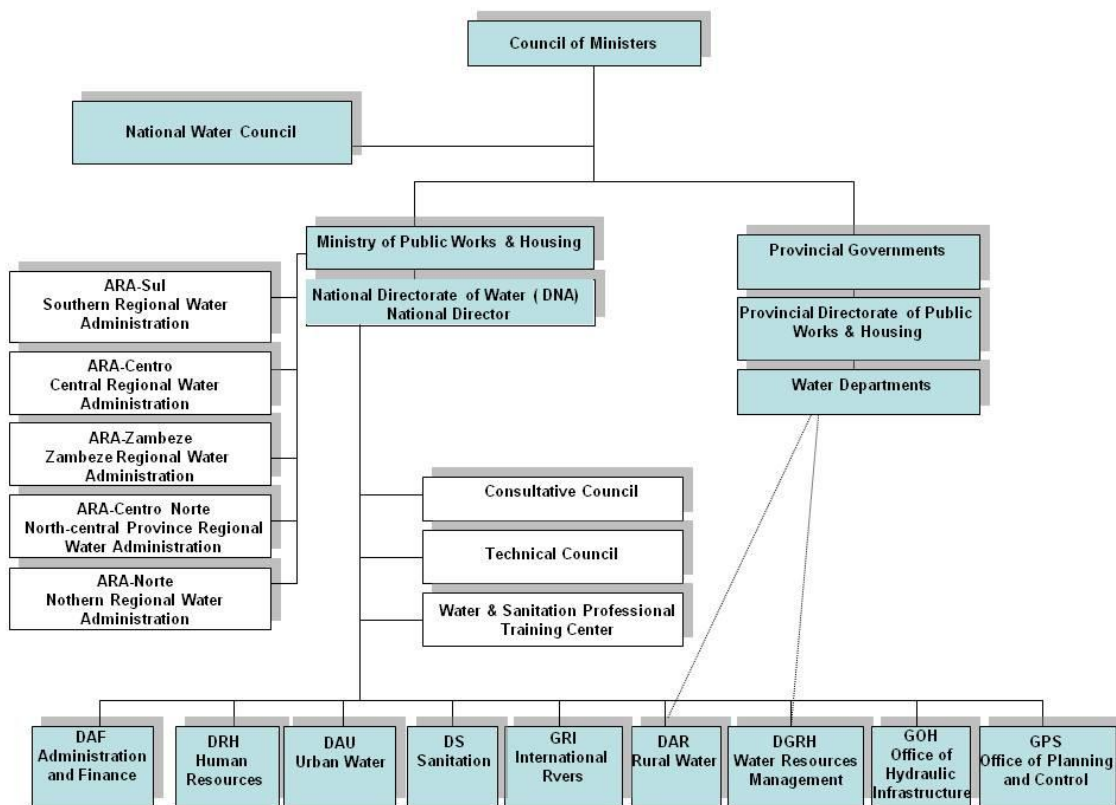 Council of Ministers
National Water Council
Ministry of Public Works & Housing
National Directorate of Water ( DNA)
National Director
Provincial Governments
Provincial Directorate of Public
Works & Housing
Water Departments
ARA-Sul
Southern Regional Water
Administration
ARA-Centro
Central Regional Water
Administration
ARA-Zambeze
Zambeze Regional Water
Administration
ARA-Centro Norte
North-central Province Regional
Water Administration
ARA-Norte
Nothern Regional Water
Administration
Consultative Council
Technical Council
Water & Sanitation Professional
Training Center
DAF
Administration
and Finance
DRH
Human
Resources
DAU
Urban Water
DS
Sanitation
GRI
International
Rvers
DAR
Rural Water
DGRH
Water Resources
Management
GOH
Office of
Hydraulic
Infrastructure
GPS
Office of Planning
and Control